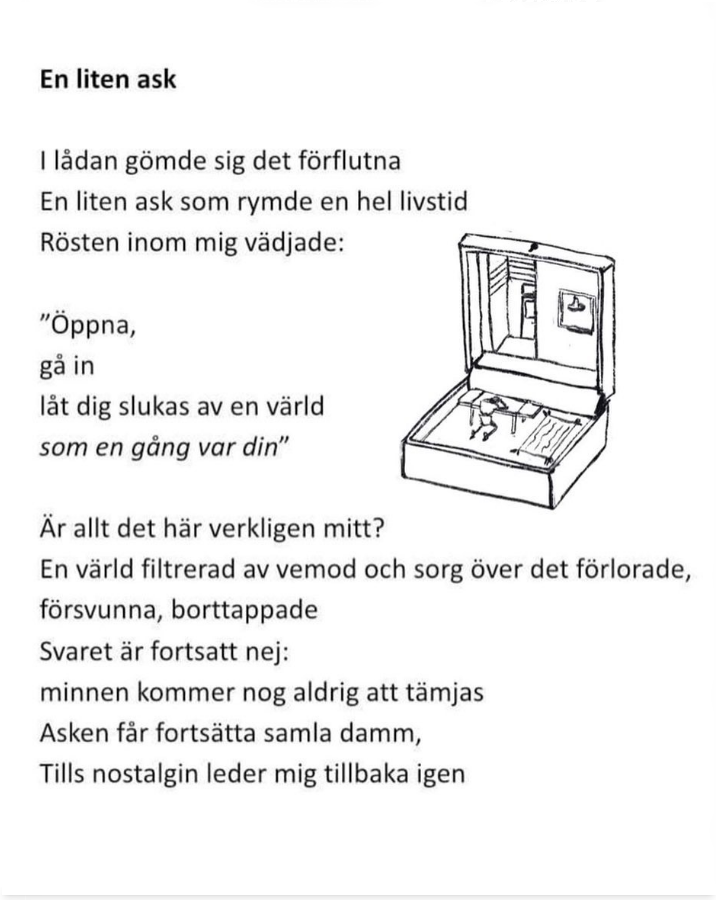 En liten ask
I lådan gömde sig det förflutna
En liten ask som rymde en hel livstid
Rösten inom mig vädjade:
”Öppna,
gå in
låt dig slukas av en värld
som en gång var din”
Är allt det här verkligen mitt?
En värld filtrerad av vemod och sorg över det förlorade,
försvunna, borttappade
Svaret är fortsatt nej:
minnen kommer nog aldrig att tämjas
Asken får fortsätta samla damm,
Tills nostalgin leder mig tillbaka igen